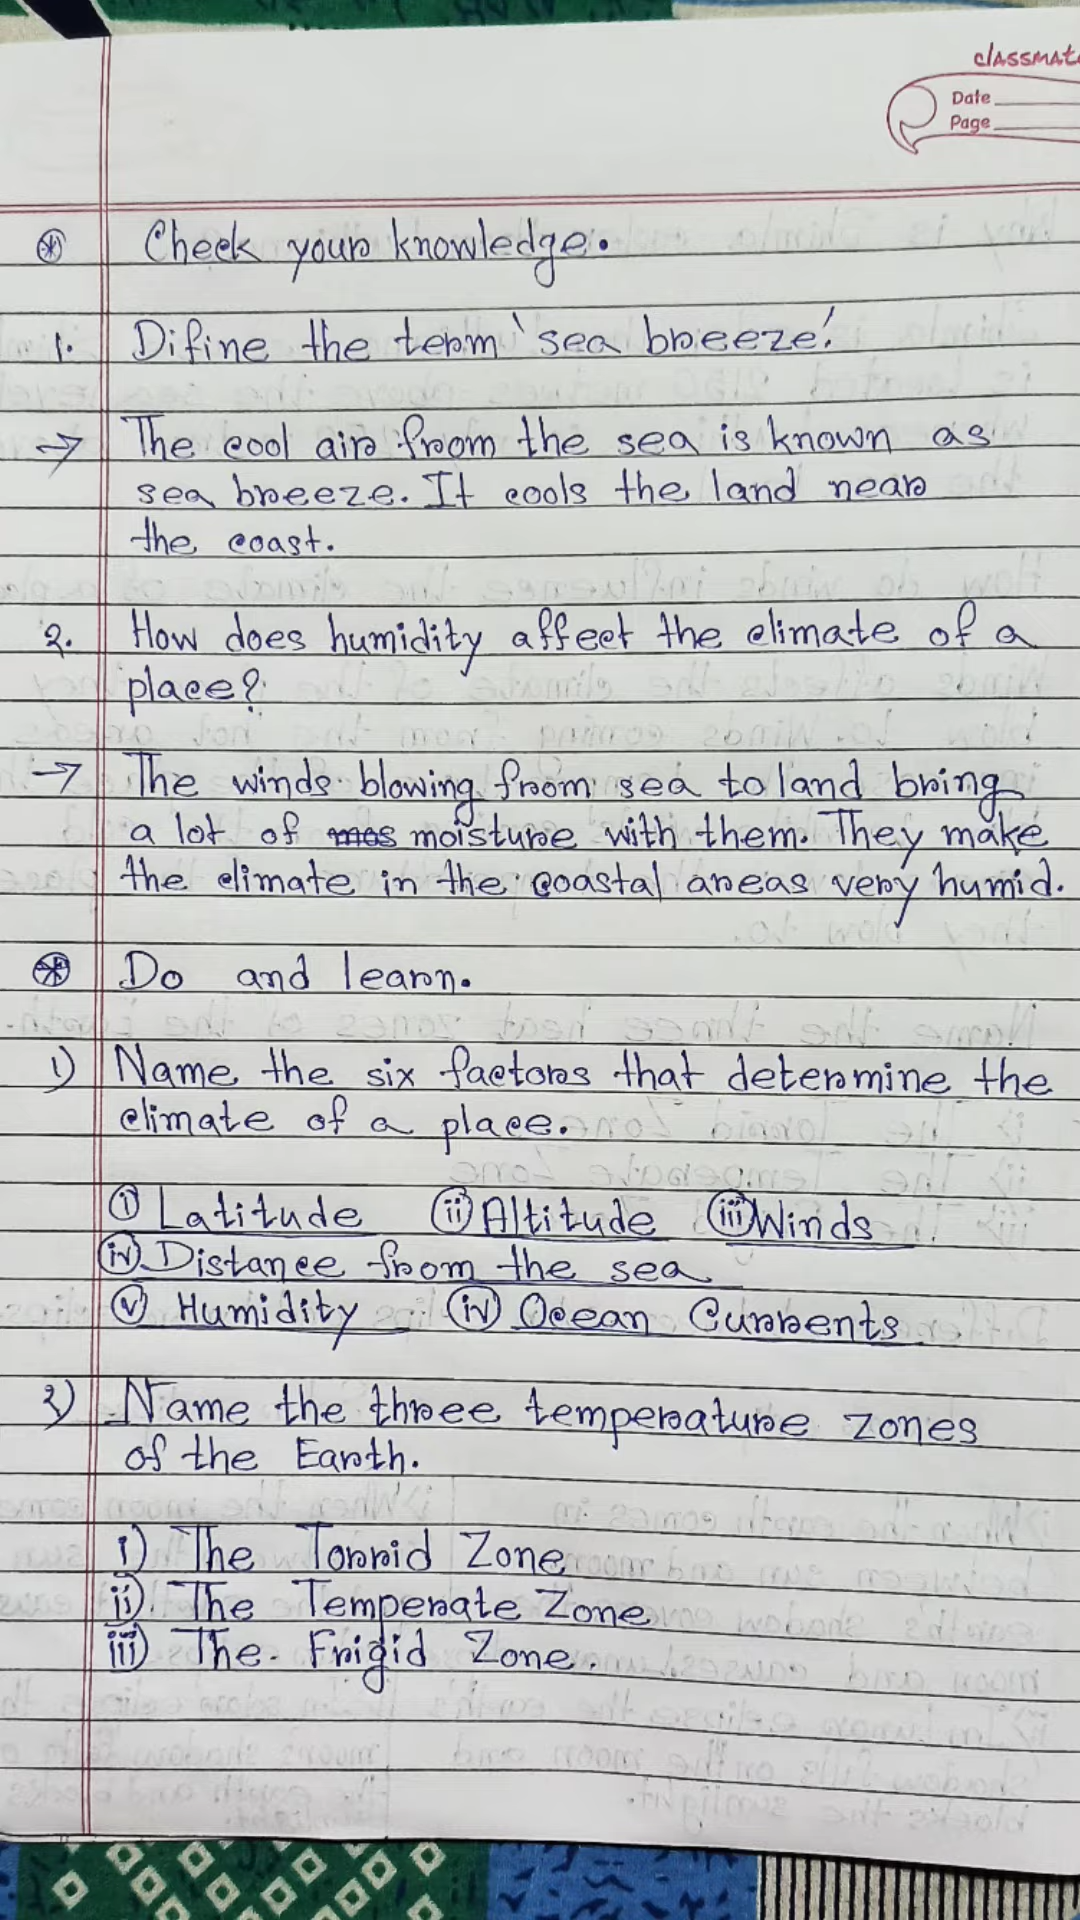 classmate
Date
Page
Check your knowledge.
1. Difine the term 'sea breeze'.
→ The cool air from the sea is known as
sea breeze. It cools the land near
the coast.
2. How does humidity affect the climate of a
place?
→ The winds blowing from sea to land bring
a lot of mos moisture with them. They make
the climate in the coastal areas very humid.
Do and learn.
1) Name the six factors that determine the
climate of a place.
i Latitude ii Altitude iii Winds
iv Distance from the sea
v Humidity iv Ocean Currents
2) Name the three temperature zones
of the Earth.
i) The Torrid Zone
ii) The Temperate Zone
iii) The Frigid Zone.